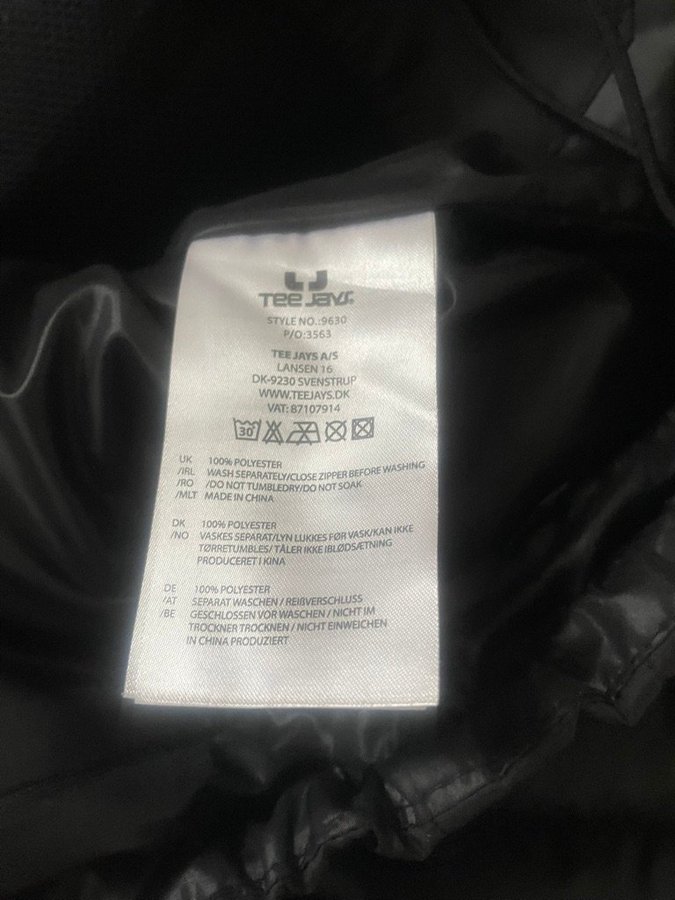 TEE JAYS
STYLE NO.:9630
P/O:3563
TEE JAYS A/S
LANSEN 16
DK-9230 SVENSTRUP
WWW.TEEJAYS.DK
VAT: 87107914
30
UK 100% POLYESTER
/IRL WASH SEPARATELY/CLOSE ZIPPER BEFORE WASHING
/RO /DO NOT TUMBLEDRY/DO NOT SOAK
/MLT MADE IN CHINA
DK 100% POLYESTER
/NO VASKES SEPARAT/LYN LUKKES FØR VASK/KAN IKKE
TØRRETUMBLES/ TÅLER IKKE IBLØDSÆTNING
PRODUCERET I KINA
DE 100% POLYESTER
/AT SEPARAT WASCHEN / REIßVERSCHLUSS
/BE GESCHLOSSEN VOR WASCHEN / NICHT IM
TROCKNER TROCKNEN / NICHT EINWEICHEN
IN CHINA PRODUZIERT